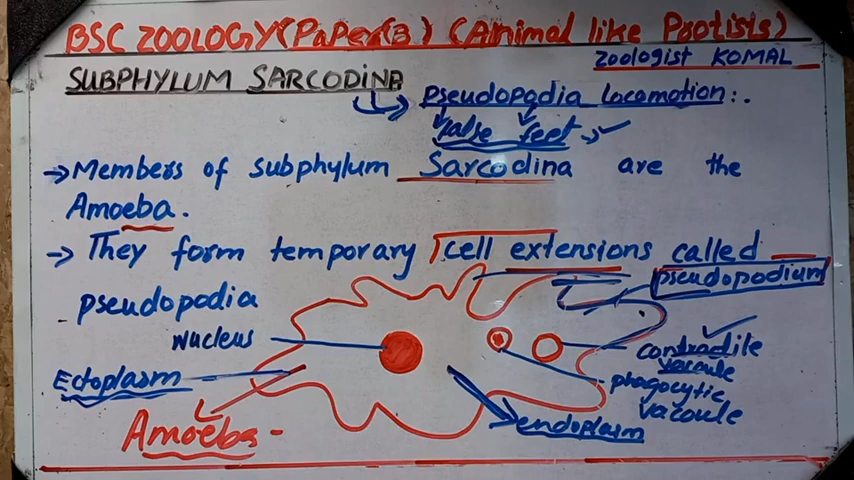 BSC ZOOLOGY (PaPer(B) (Animal like Protists)
Zoologist KOMAL
SUBPHYLUM SARCODINA
pseudopodia locomotion:.
false feet
→ Members of subphylum Sarcodina are the
Amoeba.
→ They form temporary cell extensions called
pseudopodia
pseudopodium
Nucleus
contractile
vacoule
Ectoplasm
phagocytic
vacoule
endoplasm
Amoeba -